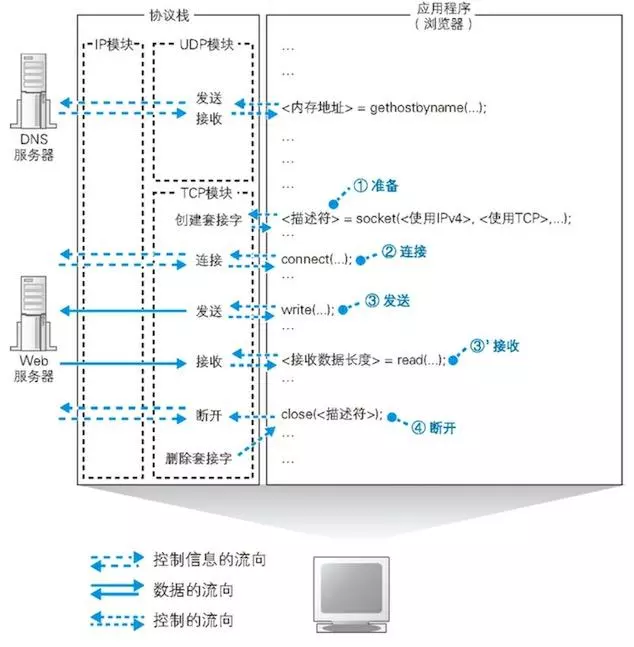 协议栈
应用程序
（浏览器）
IP模块
UDP模块
...
...
发送
接收
<内存地址> = gethostbyname(...);
DNS
服务器
...
...
...
TCP模块
①准备
创建套接字
<描述符> = socket(<使用IPv4>, <使用TCP>,...);
...
连接
connect(...);
②连接
...
发送
write(...);
③发送
...
Web
服务器
接收
<接收数据长度> = read(...);
③'接收
...
断开
close(<描述符>);
④断开
...
删除套接字
...
控制信息的流向
数据的流向
控制的流向